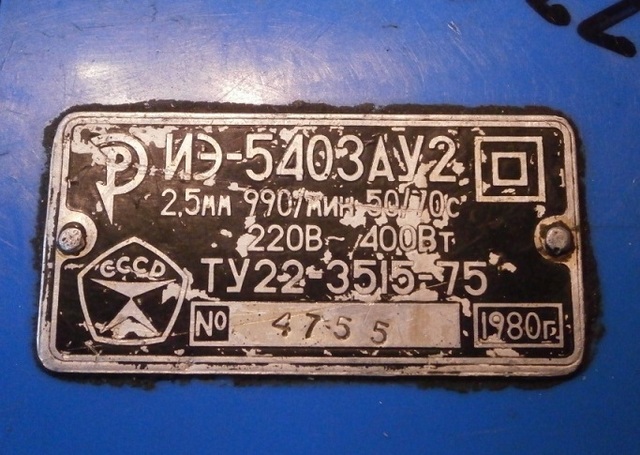 ИЭ-5403АУ2
2,5мм 990/мин 50/70с
220В~ 400Вт
СССР
ТУ22-3515-75
№ 4755
1980г.